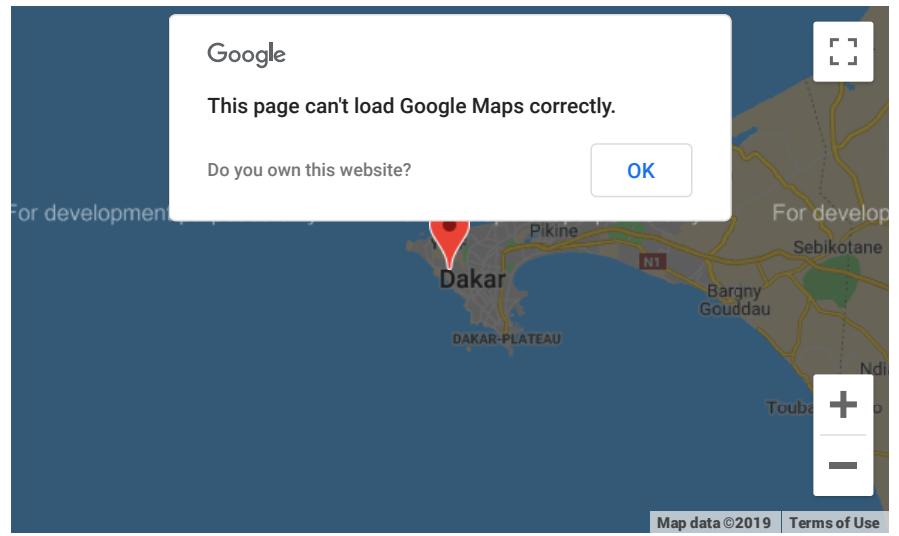 Google
This page can't load Google Maps correctly.
Do you own this website?
OK
For development
For develop
Pikine
Sebikotane
N1
Dakar
Bargny
Gouddau
DAKAR-PLATEAU
Map data ©2019
Terms of Use